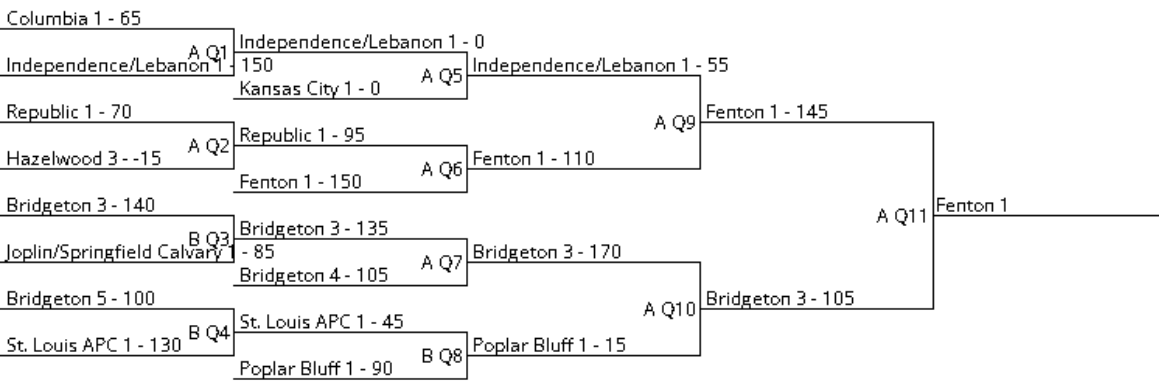 Columbia 1 - 65
A Q1
Independence/Lebanon 1 - 150
Independence/Lebanon 1 - 0
A Q5
Kansas City 1 - 0
Independence/Lebanon 1 - 55
Republic 1 - 70
A Q2
Hazelwood 3 - -15
Republic 1 - 95
A Q6
Fenton 1 - 150
Fenton 1 - 110
A Q9
Fenton 1 - 145
Bridgeton 3 - 140
B Q3
Joplin/Springfield Calvary 1 - 85
Bridgeton 3 - 135
A Q7
Bridgeton 4 - 105
Bridgeton 3 - 170
Bridgeton 5 - 100
B Q4
St. Louis APC 1 - 130
St. Louis APC 1 - 45
B Q8
Poplar Bluff 1 - 90
Poplar Bluff 1 - 15
A Q10
Bridgeton 3 - 105
A Q11
Fenton 1